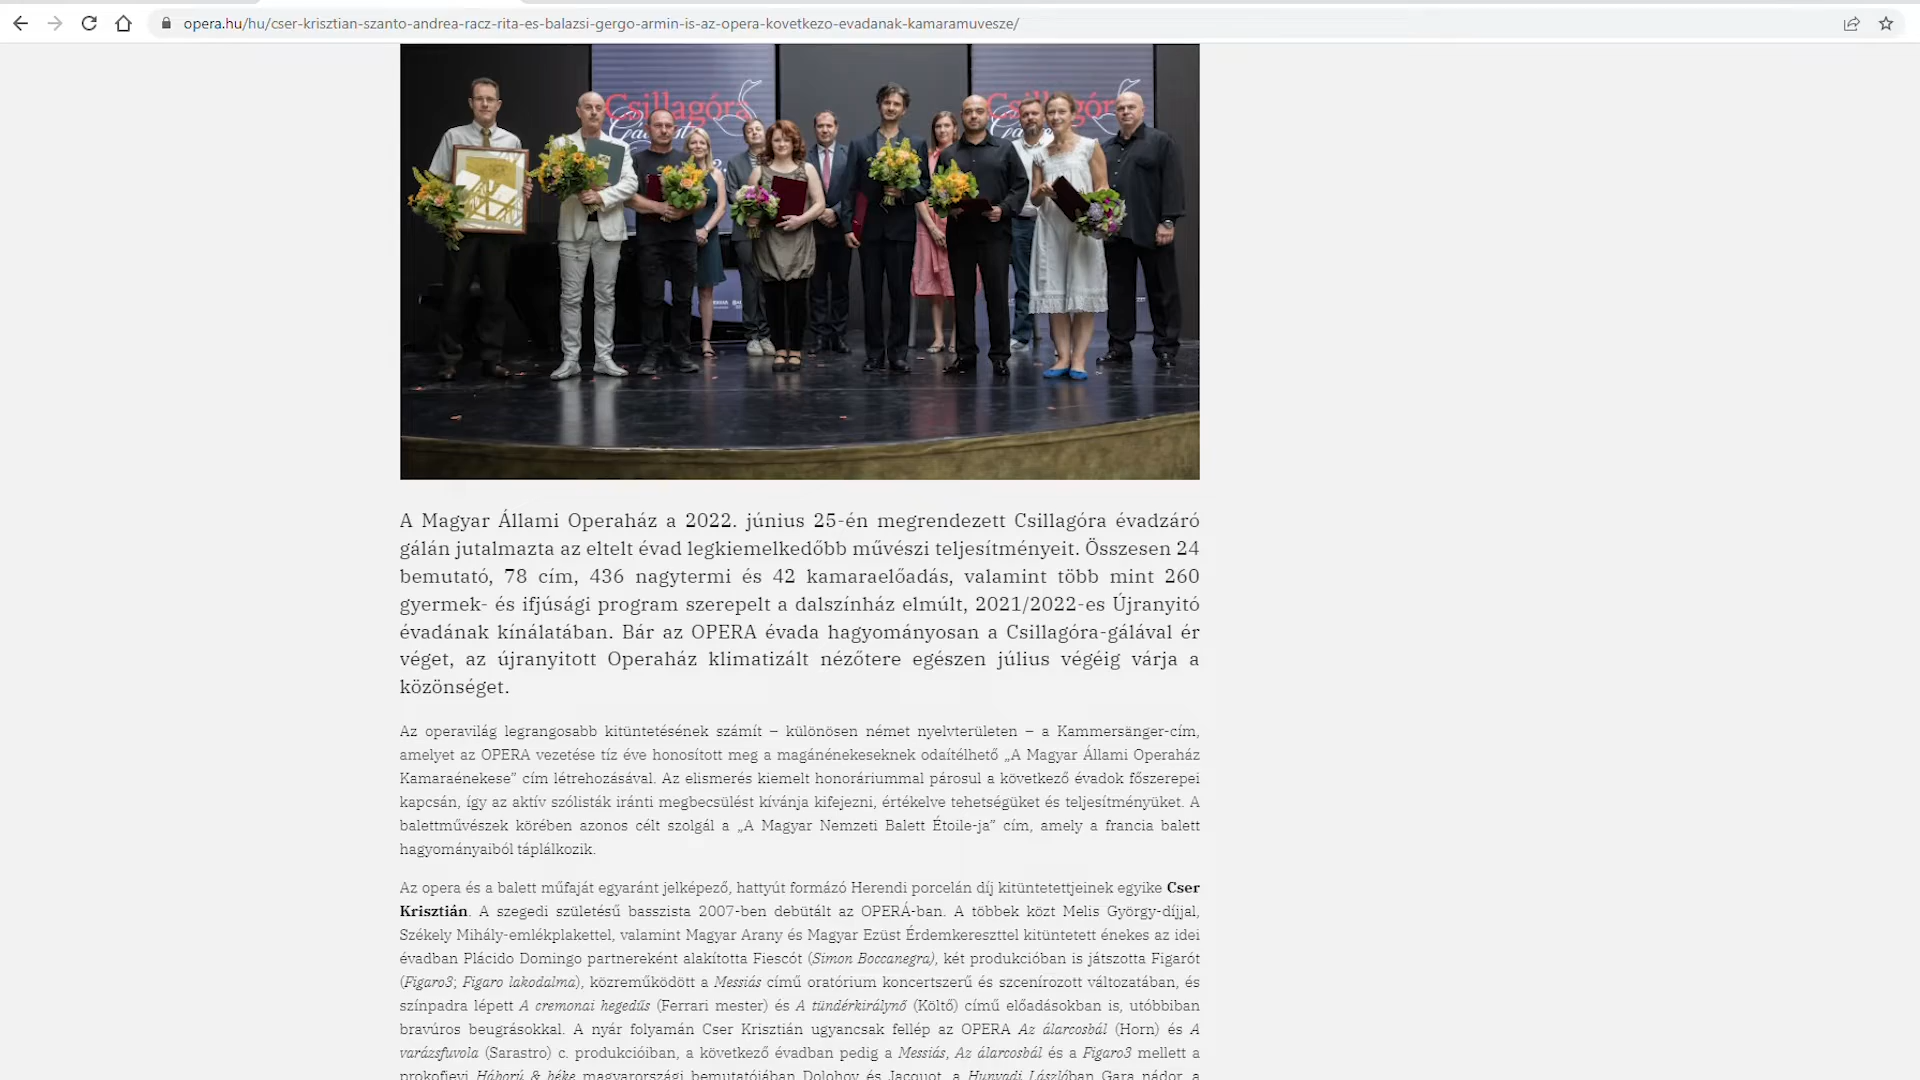 opera.hu/hu/cser-krisztian-szanto-andrea-racz-rita-es-balazsi-gergo-armin-is-az-opera-kovetkezo-evadanak-kamaramuvesze/
Csillagóra
A Magyar Állami Operaház a 2022. június 25-én megrendezett Csillagóra évadzáró
gálán jutalmazta az eltelt évad legkiemelkedőbb művészi teljesítményeit. Összesen 24
bemutató, 78 cím, 436 nagytermi és 42 kamaraelőadás, valamint több mint 260
gyermek- és ifjúsági program szerepelt a dalszínház elmúlt, 2021/2022-es Újranyitó
évadának kínálatában. Bár az OPERA évada hagyományosan a Csillagóra-gálával ér
véget, az újranyitott Operaház klimatizált nézőtere egészen július végéig várja a
közönséget.
Az operavilág legrangosabb kitüntetésének számít – különösen német nyelvterületen – a Kammersänger-cím,
amelyet az OPERA vezetése tíz éve honosított meg a magánénekeseknek odaítélhető „A Magyar Állami Operaház
Kamaraénekese” cím létrehozásával. Az elismerés kiemelt honoráriummal párosul a következő évadok főszerepei
kapcsán, így az aktív szólisták iránti megbecsülést kívánja kifejezni, értékelve tehetségüket és teljesítményüket. A
balettművészek körében azonos célt szolgál a „A Magyar Nemzeti Balett Étoile-ja” cím, amely a francia balett
hagyományaiból táplálkozik.
Az opera és a balett műfaját egyaránt jelképező, hattyút formázó Herendi porcelán díj kitüntetettjeinek egyike Cser
Krisztián. A szegedi születésű basszista 2007-ben debütált az OPERÁ-ban. A többek közt Melis György-díjjal,
Székely Mihály-emlékplakettel, valamint Magyar Arany és Magyar Ezüst Érdemkereszttel kitüntetett énekes az idei
évadban Plácido Domingo partnereként alakította Fiescót (Simon Boccanegra), két produkcióban is játszotta Figarót
(Figaro3; Figaro lakodalma), közreműködött a Messiás című oratórium koncertszerű és szcenírozott változatában, és
színpadra lépett A cremonai hegedűs (Ferrari mester) és A tündérkirálynő (Költő) című előadásokban is, utóbbiban
bravúros beugrásokkal. A nyár folyamán Cser Krisztián ugyancsak fellép az OPERA Az álarcosbál (Horn) és A
varázsfuvola (Sarastro) c. produkcióiban, a következő évadban pedig a Messiás, Az álarcosbál és a Figaro3 mellett a
prokofjevi Háború & béke magyarországi bemutatójában Dolohov és Jacquot, a Hunyadi Lászlóban Gara nádor, a